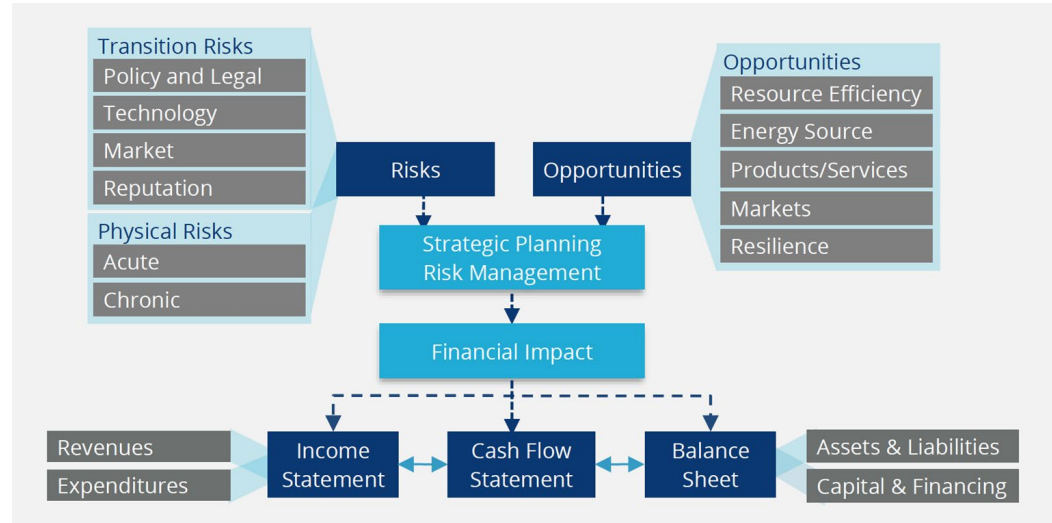 Transition Risks
Policy and Legal
Technology
Market
Reputation
Physical Risks
Acute
Chronic
Risks
Opportunities
Opportunities
Resource Efficiency
Energy Source
Products/Services
Markets
Resilience
Strategic Planning
Risk Management
Financial Impact
Revenues
Expenditures
Income
Statement
Cash Flow
Statement
Balance
Sheet
Assets & Liabilities
Capital & Financing